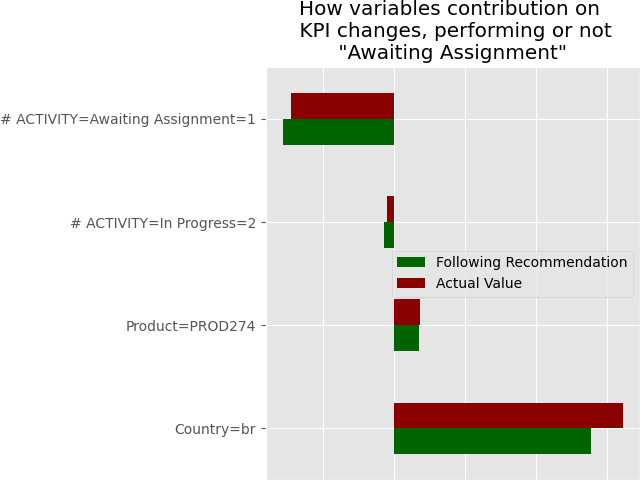 How variables contribution on
KPI changes, performing or not
"Awaiting Assignment"
# ACTIVITY=Awaiting Assignment=1
# ACTIVITY=In Progress=2
Following Recommendation
Actual Value
Product=PROD274
Country=br